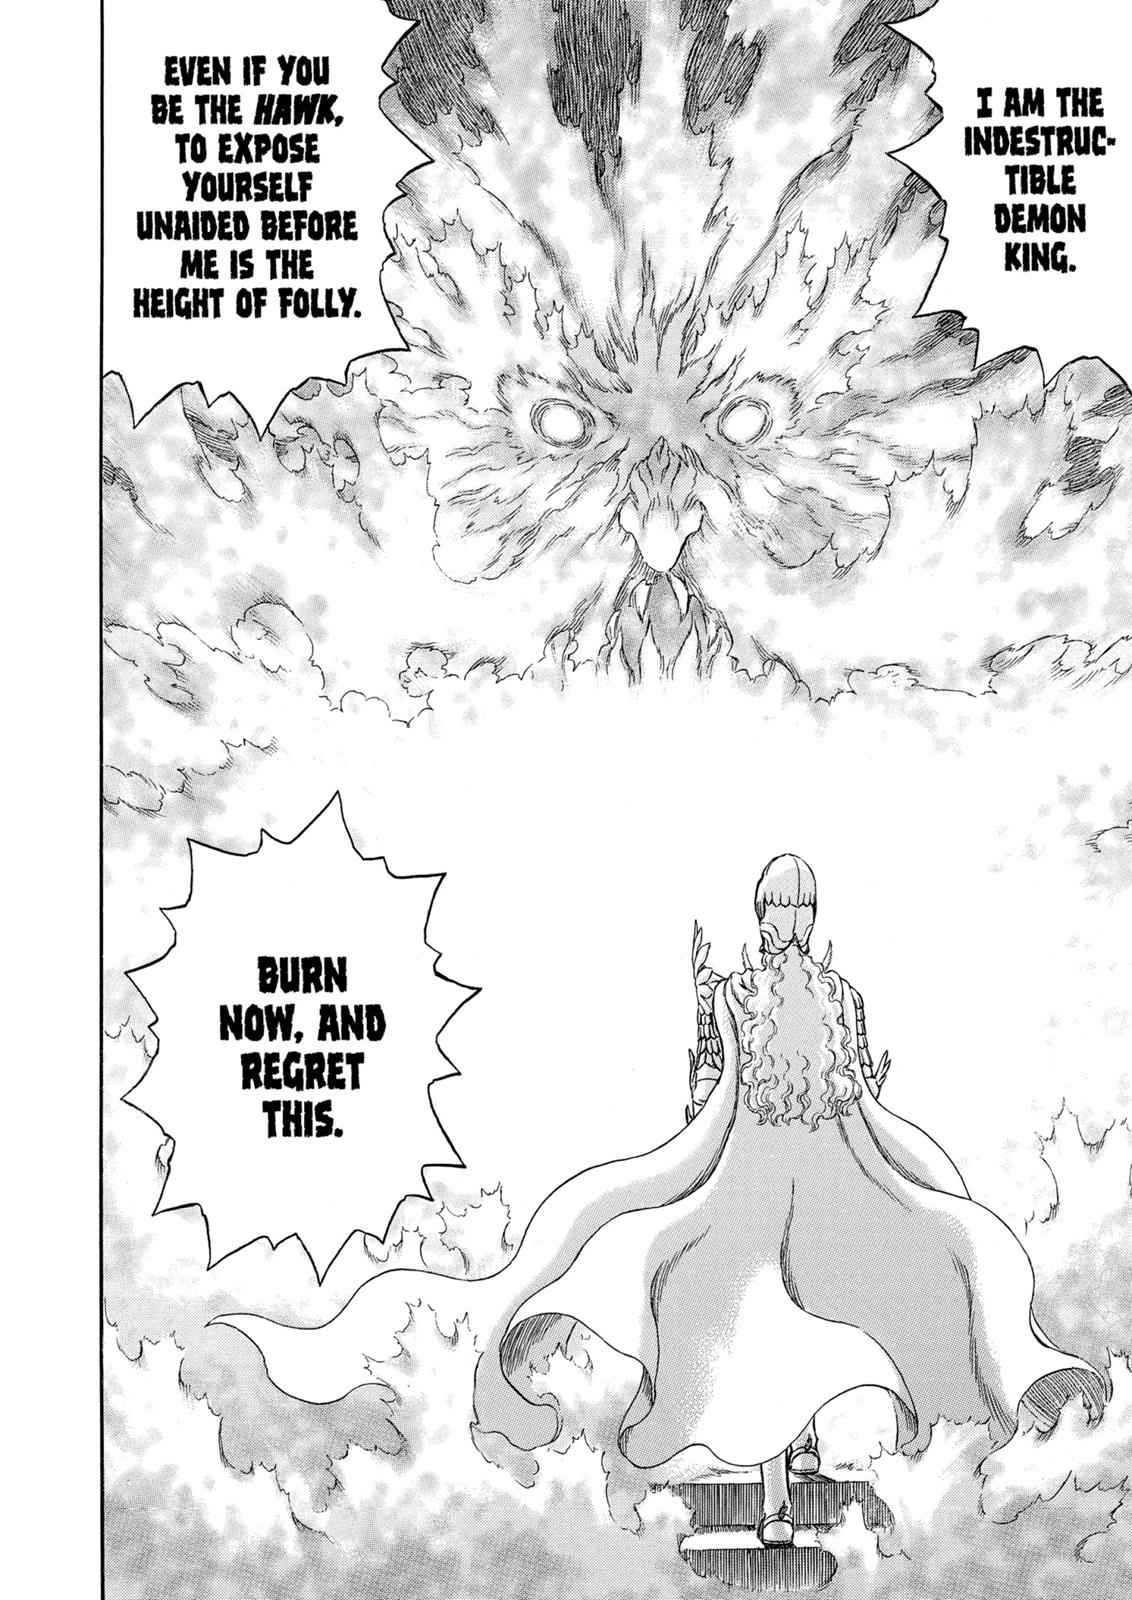 I AM THE
INDESTRUC-
TIBLE
DEMON
KING.
EVEN IF YOU
BE THE HAWK,
TO EXPOSE
YOURSELF
UNAIDED BEFORE
ME IS THE
HEIGHT OF FOLLY.
BURN
NOW, AND
REGRET
THIS.